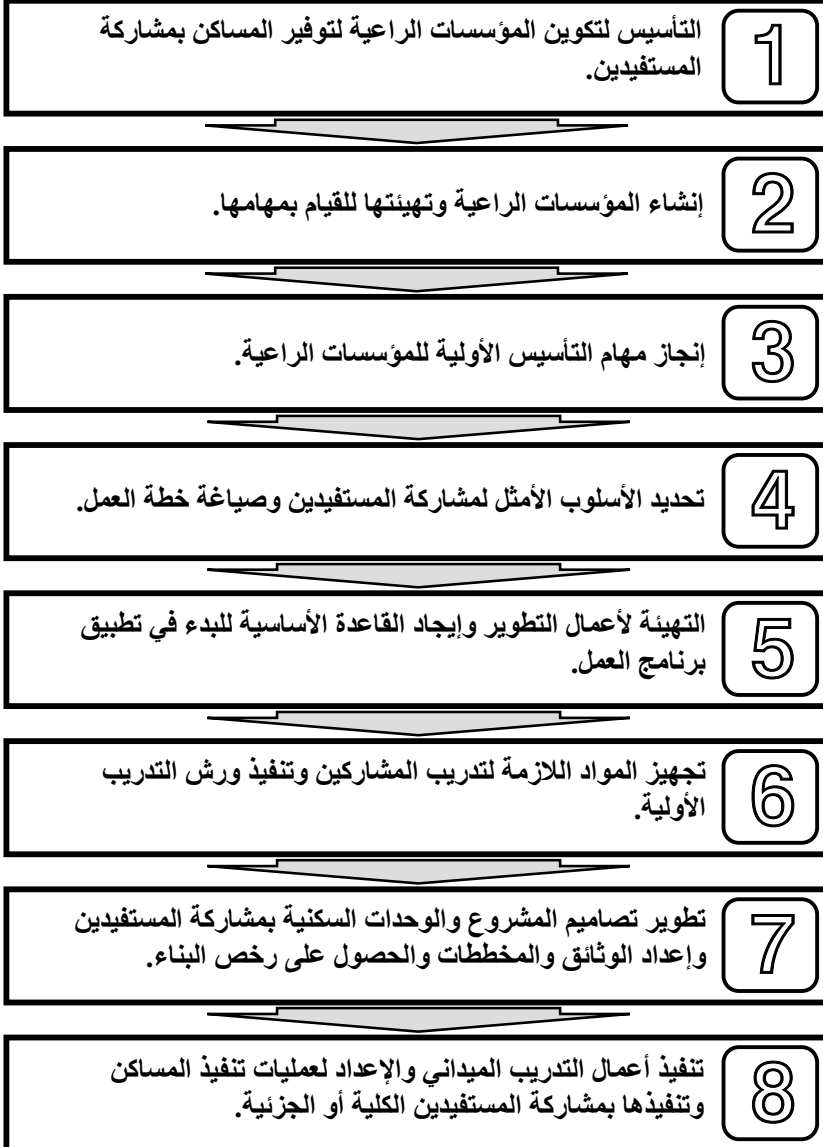 1
التأسيس لتكوين المؤسسات الراعية لتوفير المساكن بمشاركة
المستفيدين.
2
إنشاء المؤسسات الراعية وتهيئتها للقيام بمهامها.
3
إنجاز مهام التأسيس الأولية للمؤسسات الراعية.
4
تحديد الأسلوب الأمثل لمشاركة المستفيدين وصياغة خطة العمل.
5
التهيئة لأعمال التطوير وإيجاد القاعدة الأساسية للبدء في تطبيق
برنامج العمل.
6
تجهيز المواد اللازمة لتدريب المشاركين وتنفيذ ورش التدريب
الأولية.
7
تطوير تصاميم المشروع والوحدات السكنية بمشاركة المستفيدين
وإعداد الوثائق والمخططات والحصول على رخص البناء.
8
تنفيذ أعمال التدريب الميداني والإعداد لعمليات تنفيذ المساكن
وتنفيذها بمشاركة المستفيدين الكلية أو الجزئية.